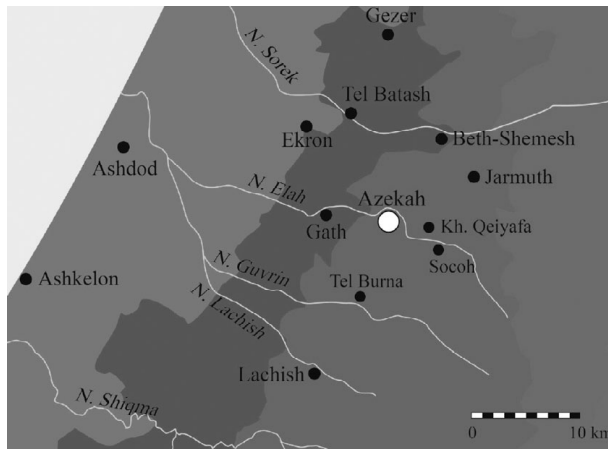 Gezer
N. Sorek
Tel Batash
Ekron
Beth-Shemesh
Ashdod
Jarmuth
N. Elah
Azekah
Gath
Kh. Qeiyafa
Socoh
N. Guvrin
Ashkelon
Tel Burna
N. Lachish
Lachish
N. Shiqma
0 10 km